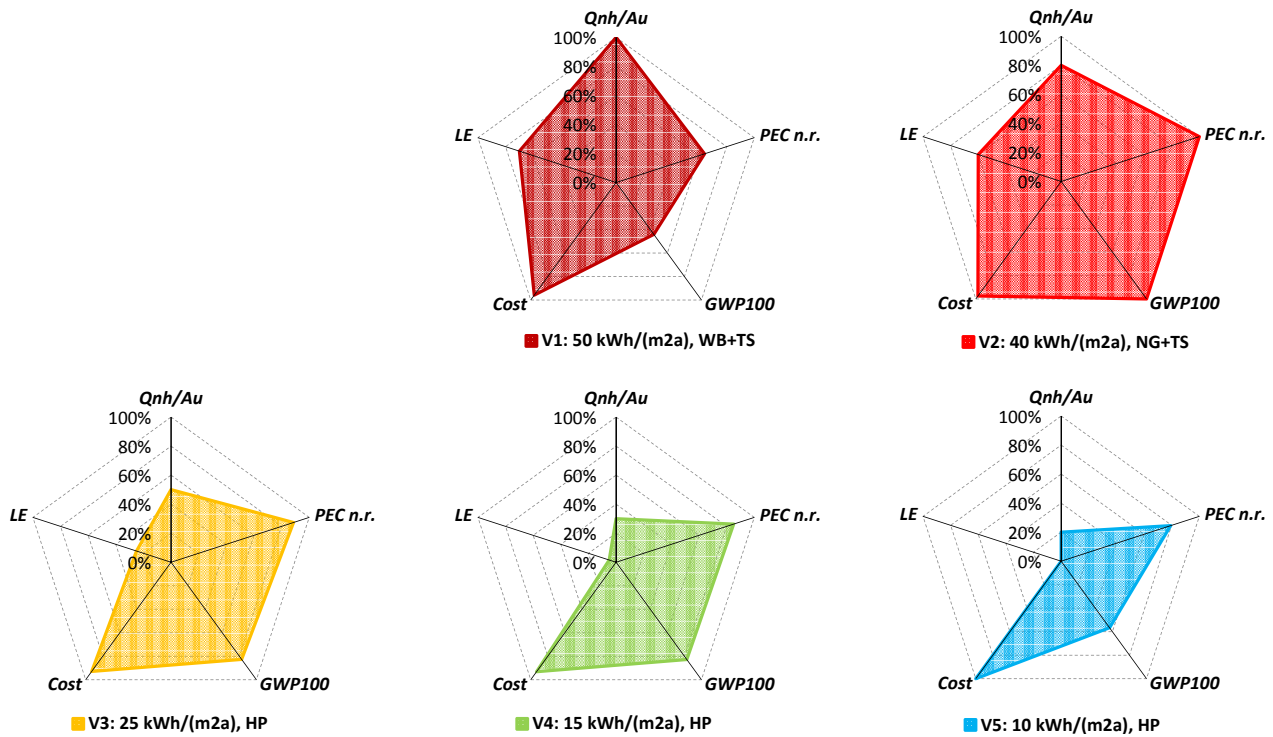 Qnh/Au
100%
80%
60%
40%
20%
0%
LE
PEC n.r.
Cost
GWP100
V1: 50 kWh/(m2a), WB+TS
Qnh/Au
100%
80%
60%
40%
20%
0%
LE
PEC n.r.
Cost
GWP100
V2: 40 kWh/(m2a), NG+TS
Qnh/Au
100%
80%
60%
40%
20%
0%
LE
PEC n.r.
Cost
GWP100
V3: 25 kWh/(m2a), HP
Qnh/Au
100%
80%
60%
40%
20%
0%
LE
PEC n.r.
Cost
GWP100
V4: 15 kWh/(m2a), HP
Qnh/Au
100%
80%
60%
40%
20%
0%
LE
PEC n.r.
Cost
GWP100
V5: 10 kWh/(m2a), HP